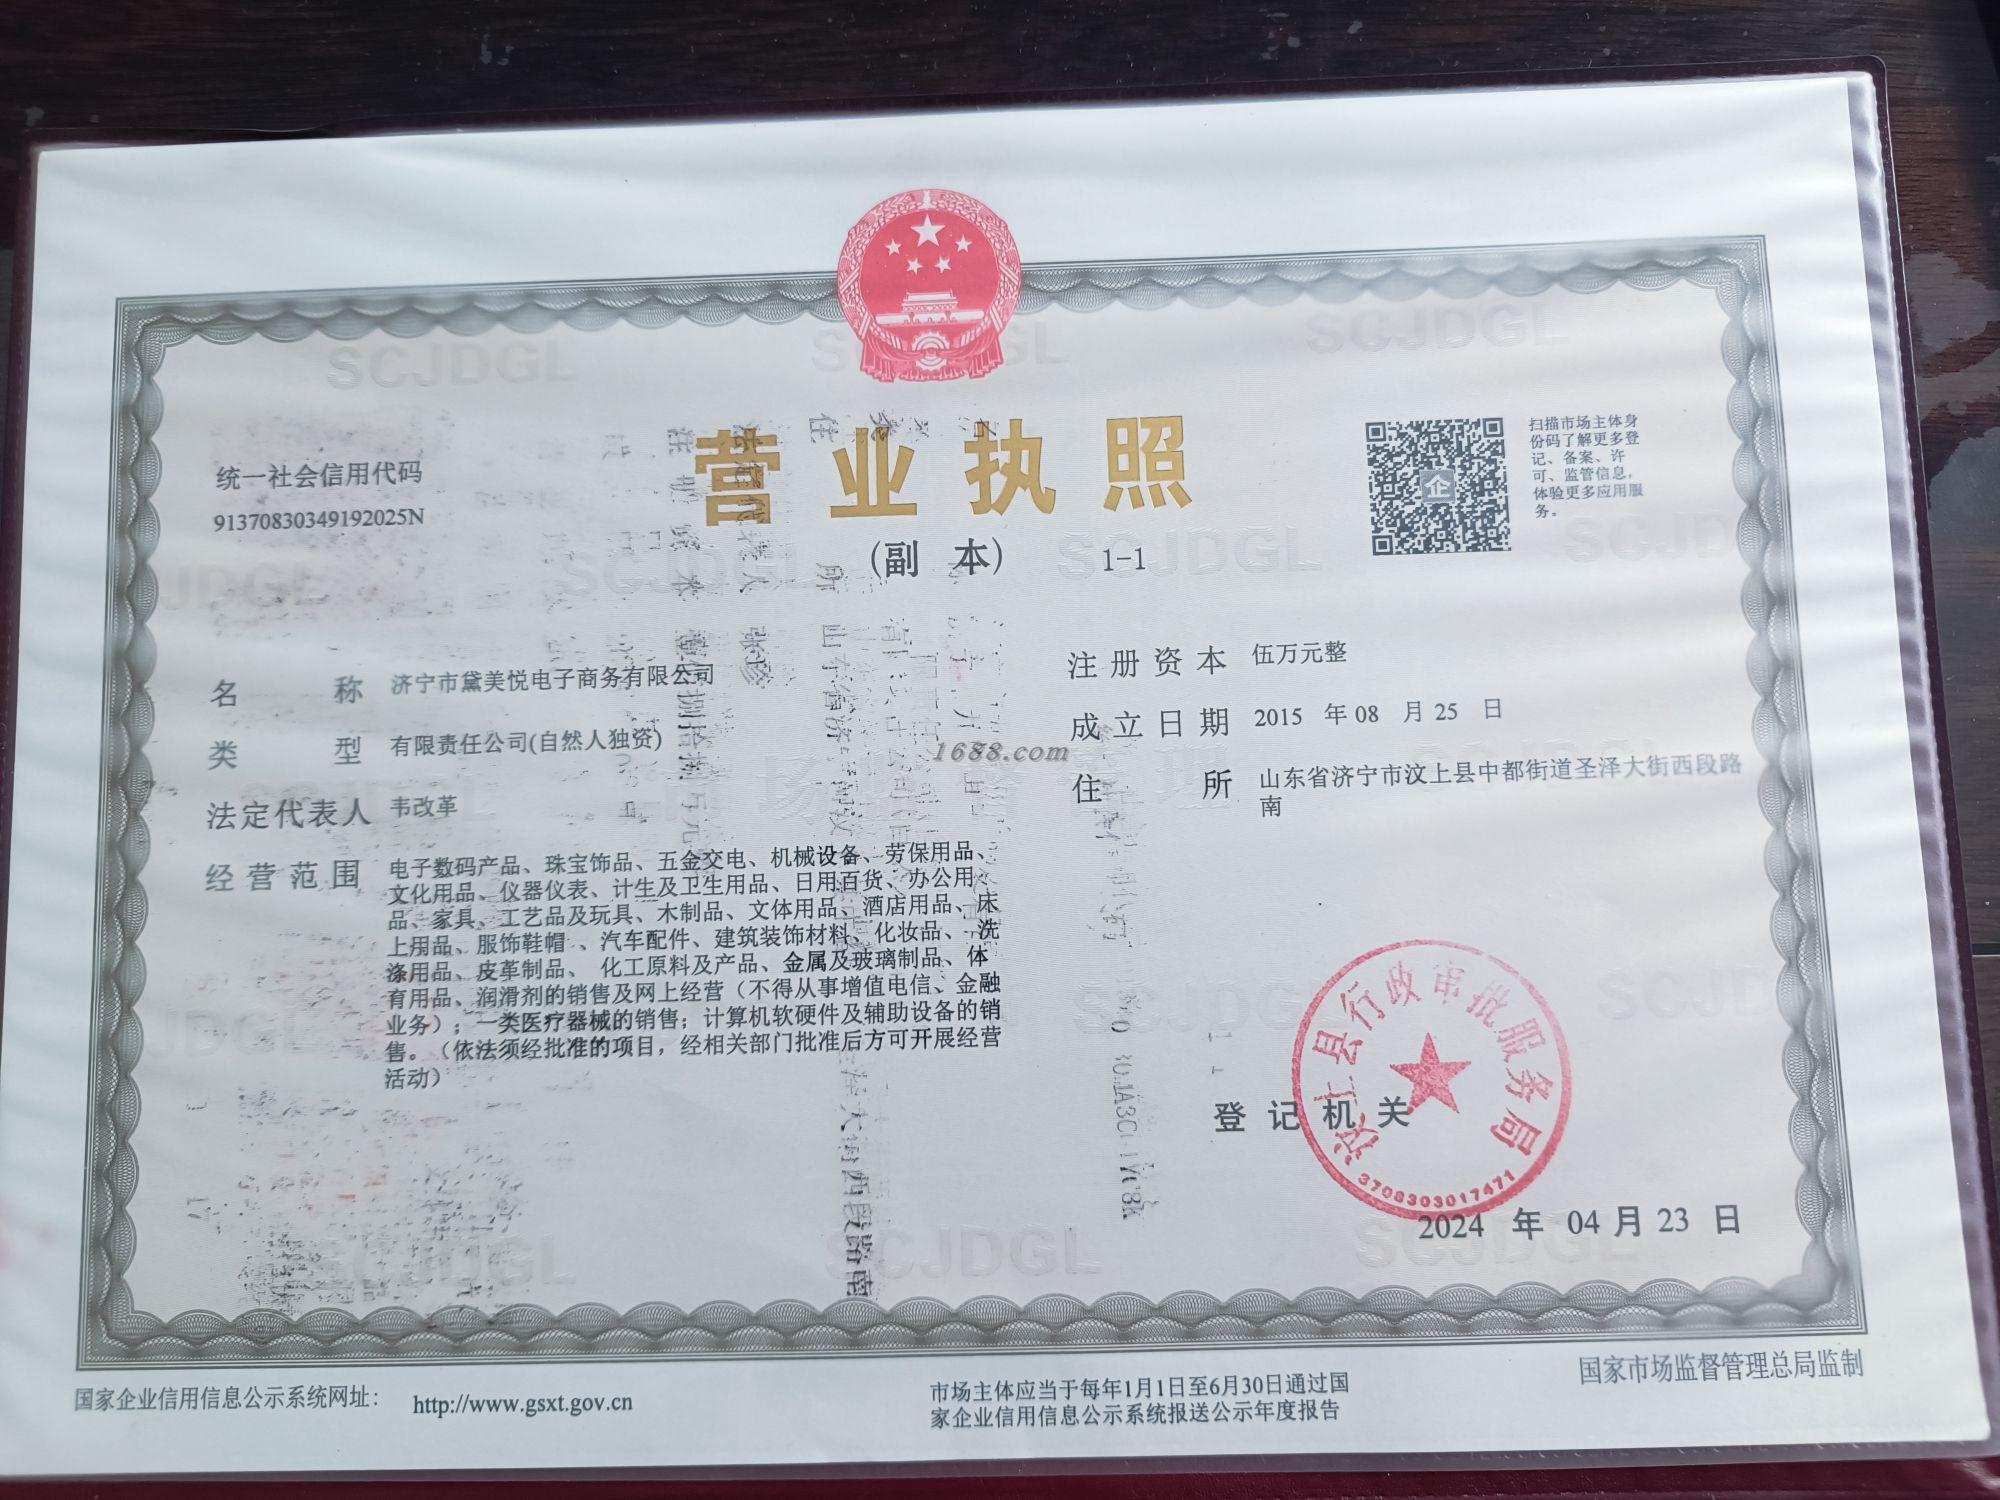 营业执照
(副 本) 1-1
统一社会信用代码
91370830349192025N
扫描市场主体身
份码了解更多登
记、备案、许
可、监管信息,
体验更多应用服
务。
名 称 济宁市黛美悦电子商务有限公司
类 型 有限责任公司(自然人独资)
法定代表人 韦改革
经营范围 电子数码产品、珠宝饰品、五金交电、机械设备、劳保用品、
文化用品、仪器仪表、计生及卫生用品、日用百货、办公用
品、家具、工艺品及玩具、木制品、文体用品、酒店用品、床
上用品、服饰鞋帽 、汽车配件、建筑装饰材料、化妆品、 洗
涤用品、皮革制品、 化工原料及产品、金属及玻璃制品、体
育用品、润滑剂的销售及网上经营(不得从事增值电信、金融
业务);一类医疗器械的销售;计算机软硬件及辅助设备的销
售。(依法须经批准的项目,经相关部门批准后方可开展经营
活动)
注册资本 伍万元整
成立日期 2015 年 08 月 25 日
住 所 山东省济宁市汶上县中都街道圣泽大街西段路
南
1688.com
登记机关
汶上县行政审批服务局
3708303017471
2024 年 04 月 23 日
国家企业信用信息公示系统网址: http://www.gsxt.gov.cn
市场主体应当于每年1月1日至6月30日通过国
家企业信用信息公示系统报送公示年度报告
国家市场监督管理总局监制
SCJDGL